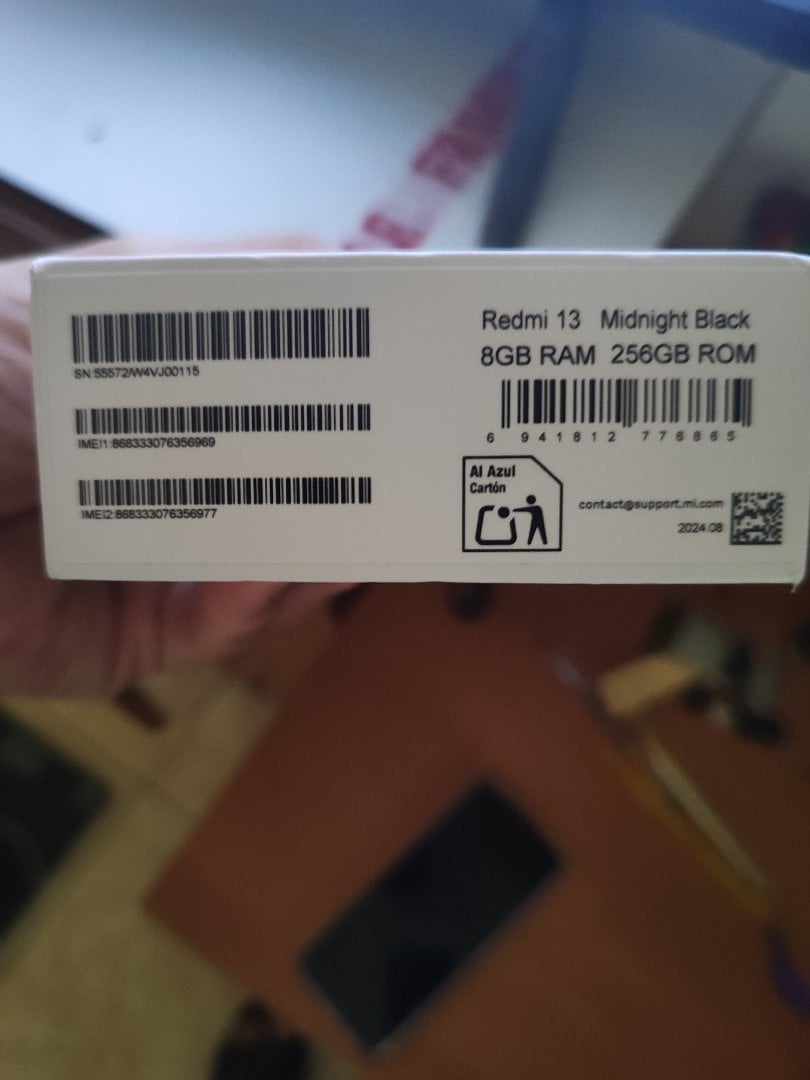 SN:55572/W4VJ00115
IMEI1:868333076356969
IMEI2:868333076356977
Redmi 13 Midnight Black
8GB RAM 256GB ROM
6 941812 776865
Al Azul
Cartón
contact@support.mi.com
2024.08